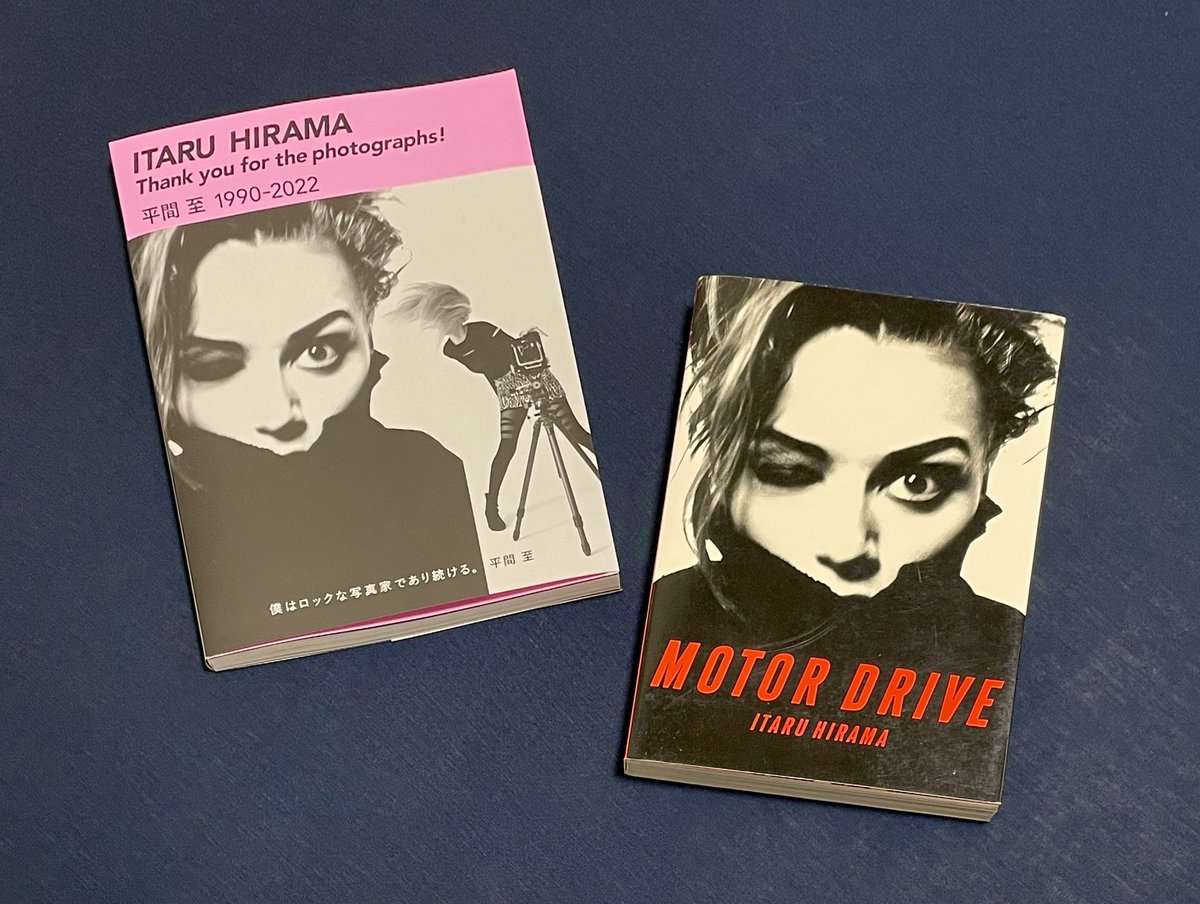 ITARU HIRAMA
Thank you for the photographs!
平間 至 1990-2022
平間 至
僕はロックな写真家であり続ける。
MOTOR DRIVE
ITARU HIRAMA